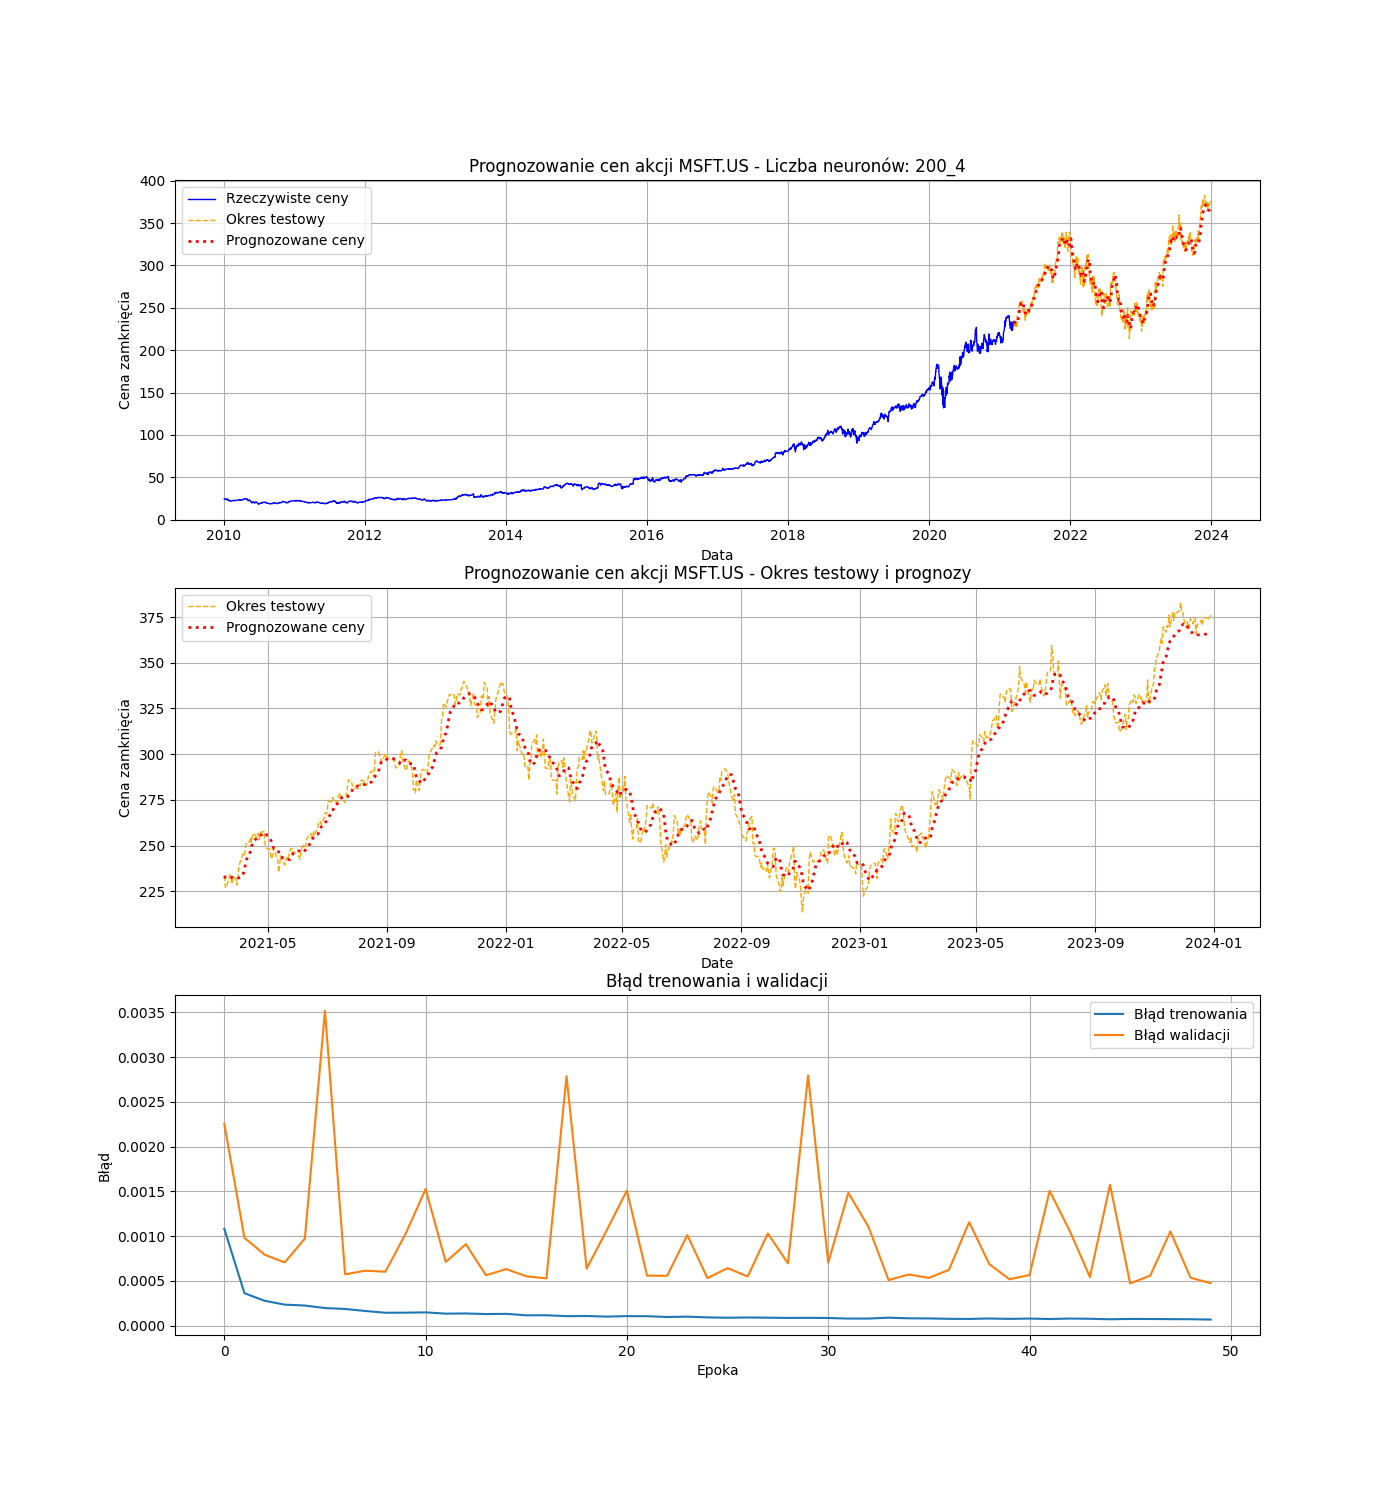 Prognozowanie cen akcji MSFT.US - Liczba neuronów: 200_4
400
350
300
250
200
150
100
50
0
Cena zamknięcia
Rzeczywiste ceny
Okres testowy
Prognozowane ceny
2010 2012 2014 2016 2018 2020 2022 2024
Data
Prognozowanie cen akcji MSFT.US - Okres testowy i prognozy
375
350
325
300
275
250
225
Cena zamknięcia
Okres testowy
Prognozowane ceny
2021-05 2021-09 2022-01 2022-05 2022-09 2023-01 2023-05 2023-09 2024-01
Date
Błąd trenowania i walidacji
0.0035
0.0030
0.0025
0.0020
0.0015
0.0010
0.0005
0.0000
Błąd
Błąd trenowania
Błąd walidacji
0 10 20 30 40 50
Epoka